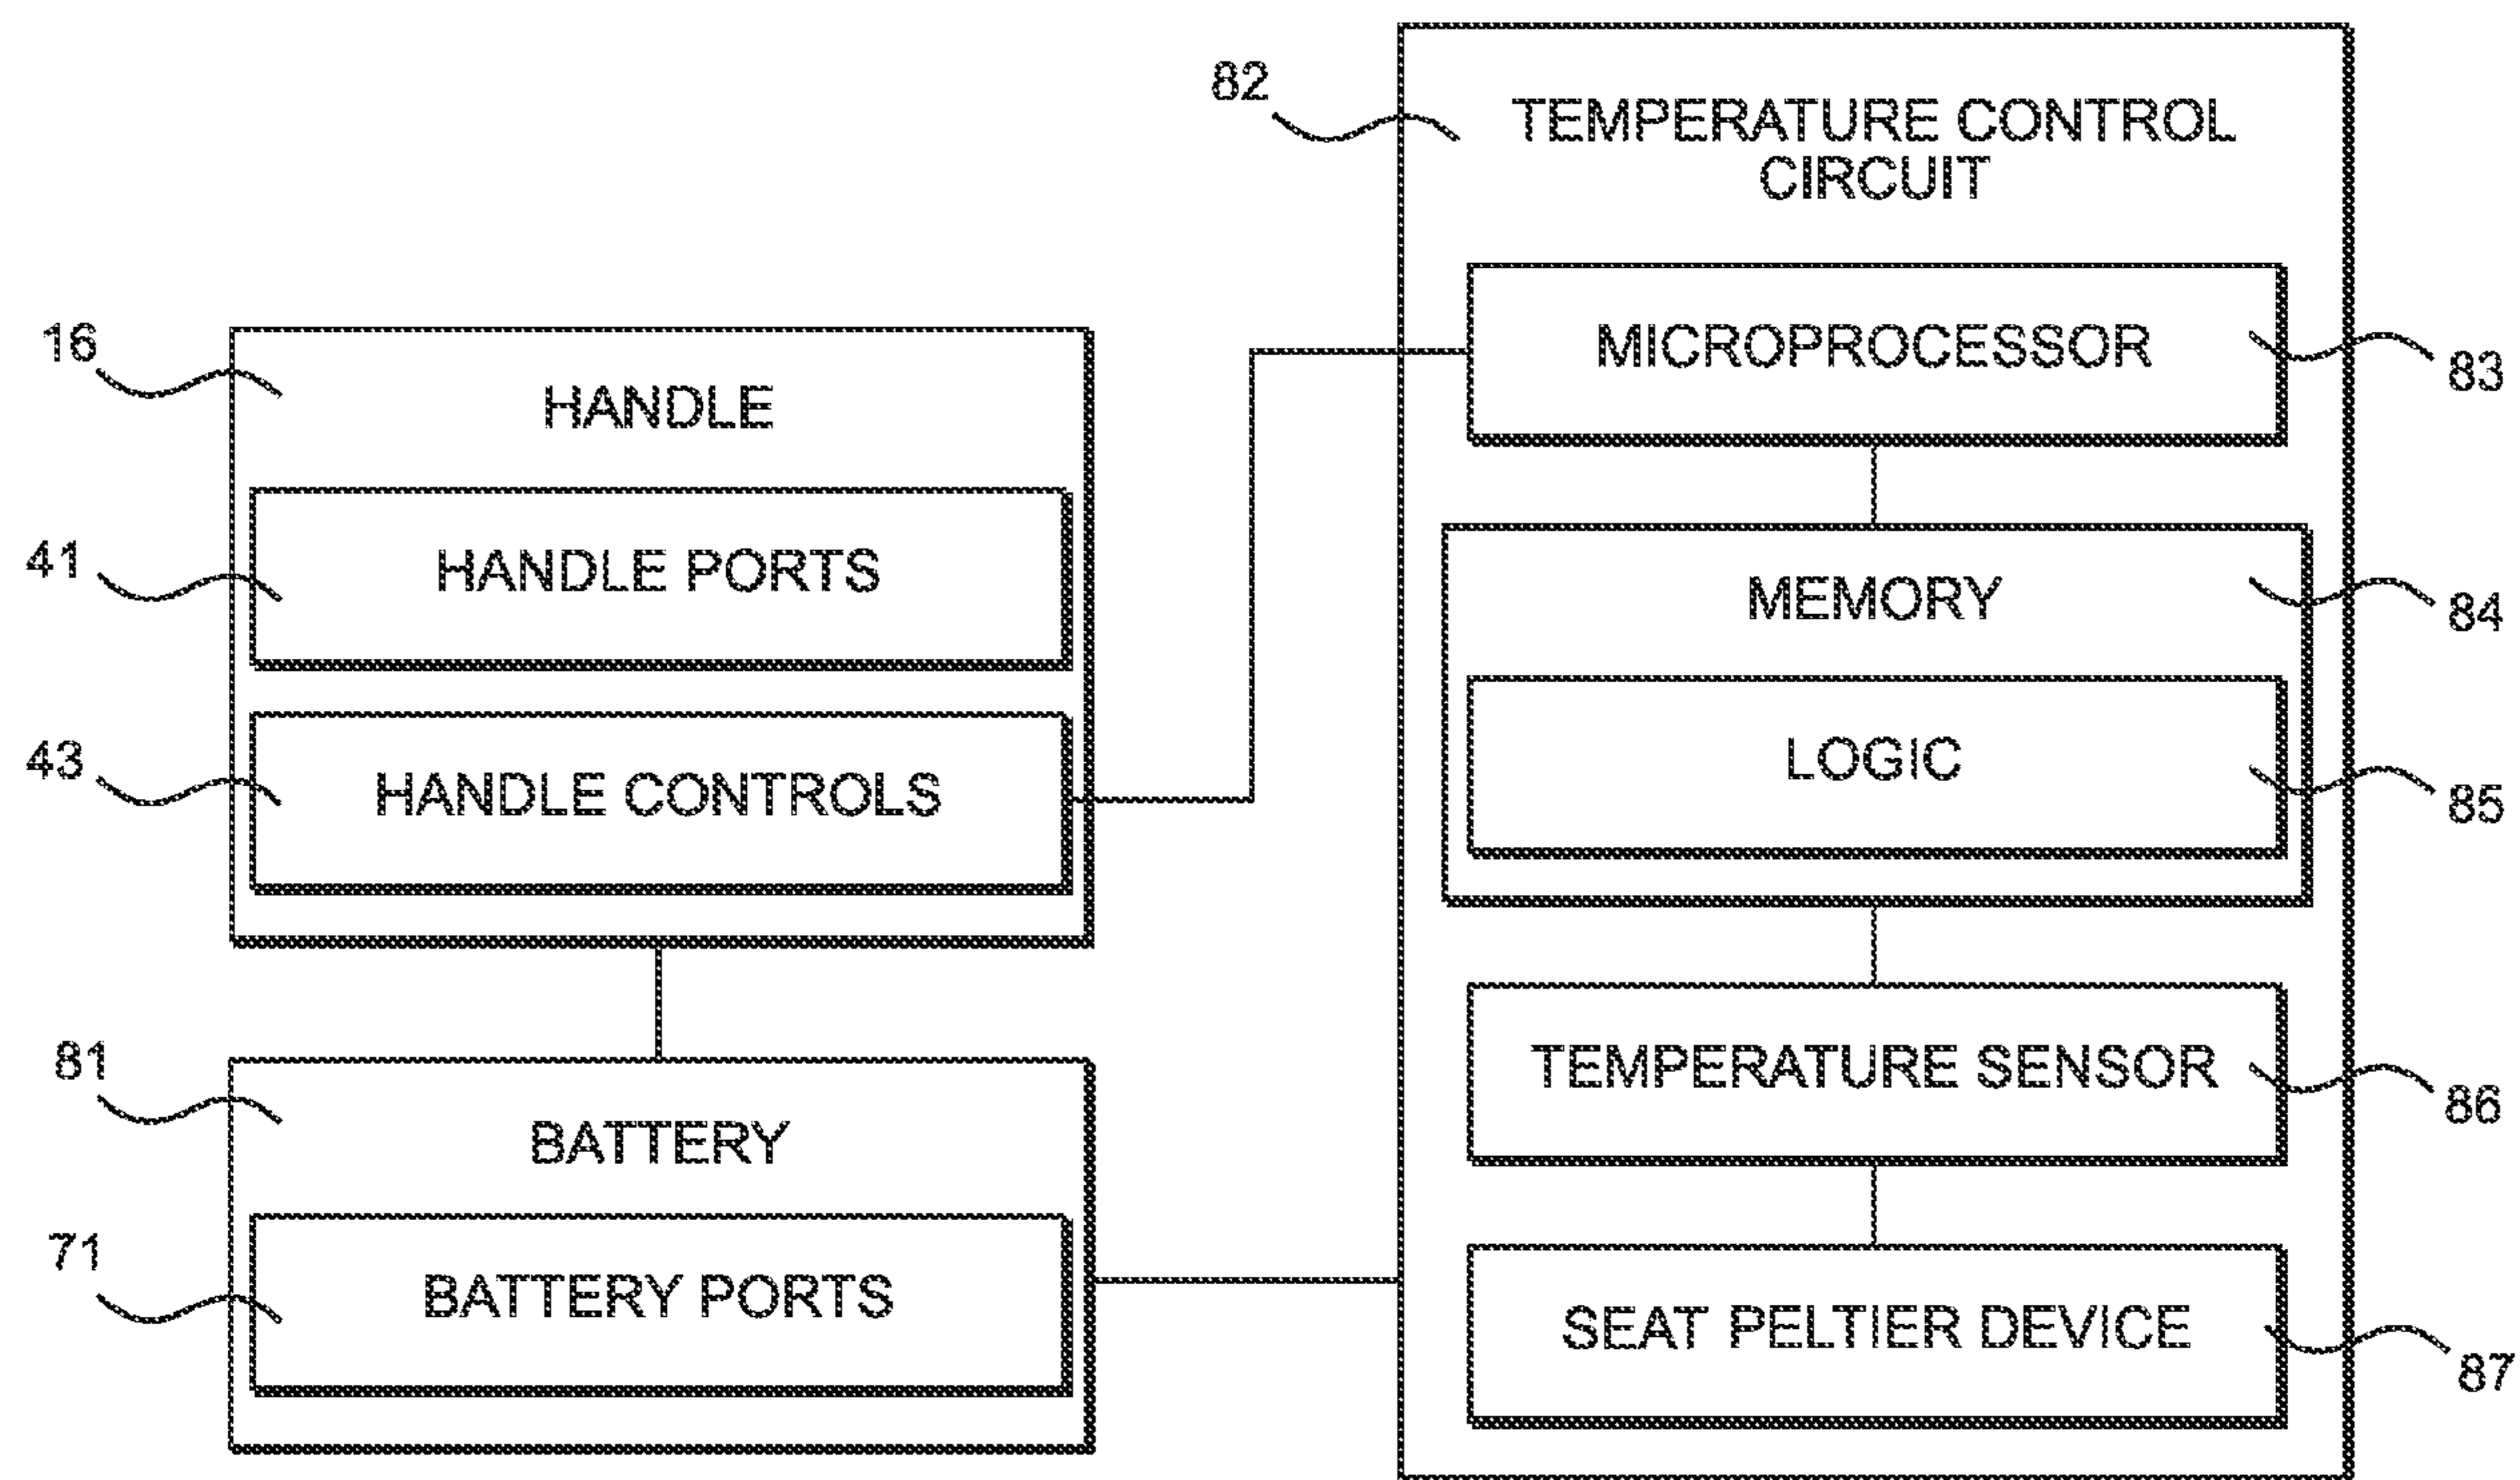 16
HANDLE
41
HANDLE PORTS
43
HANDLE CONTROLS
81
BATTERY
71
BATTERY PORTS
82
TEMPERATURE CONTROL
CIRCUIT
MICROPROCESSOR
83
MEMORY
84
LOGIC
85
TEMPERATURE SENSOR
86
SEAT PELTIER DEVICE
87